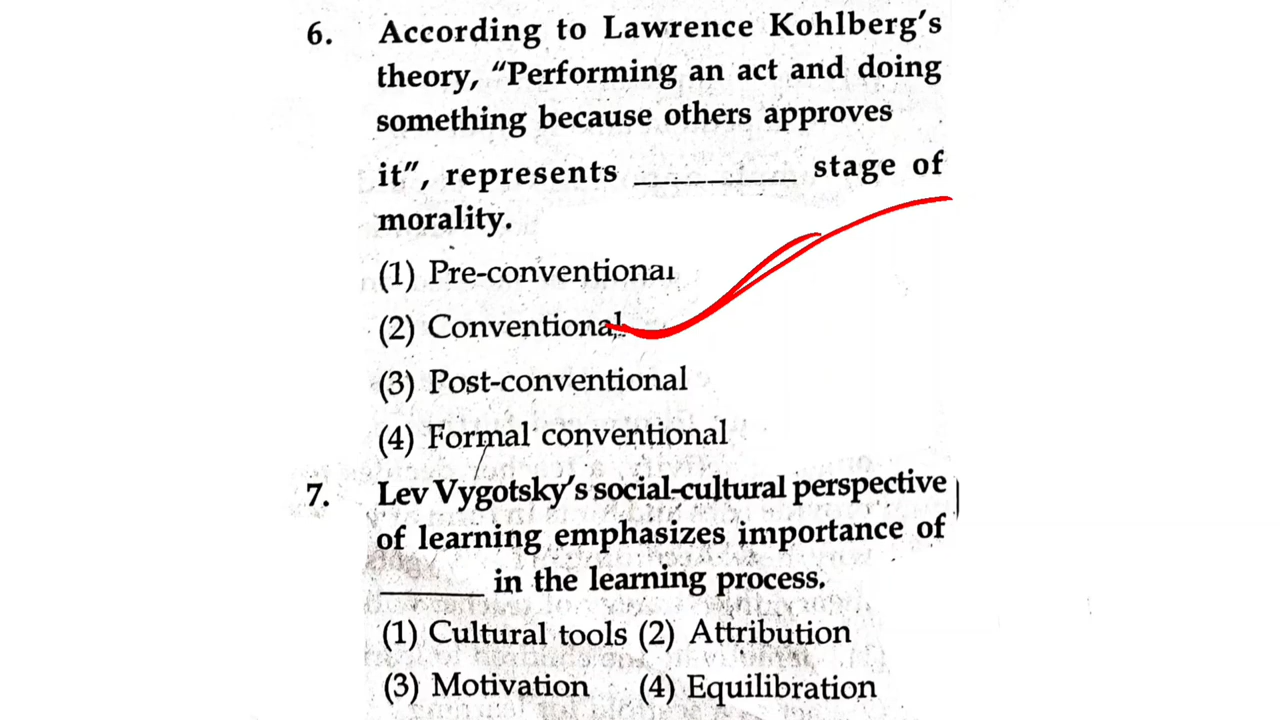 6. According to Lawrence Kohlberg's
theory, "Performing an act and doing
something because others approves
it", represents _________ stage of
morality.
(1) Pre-conventional
(2) Conventional
(3) Post-conventional
(4) Formal conventional
7. Lev Vygotsky's social-cultural perspective
of learning emphasizes importance of
_______ in the learning process.
(1) Cultural tools (2) Attribution
(3) Motivation (4) Equilibration